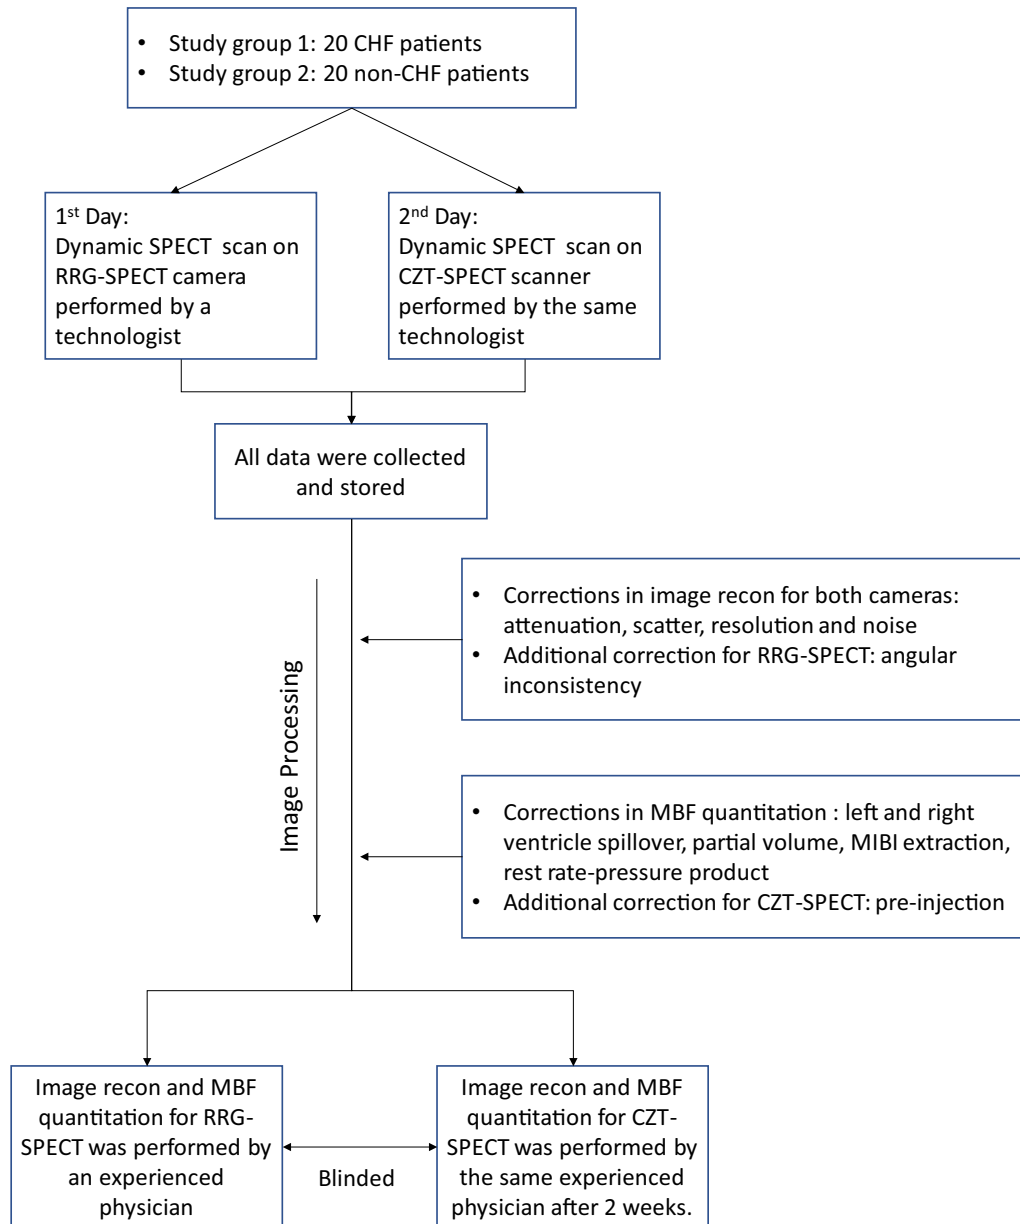 • Study group 1: 20 CHF patients
• Study group 2: 20 non-CHF patients
1st Day:
Dynamic SPECT scan on
RRG-SPECT camera
performed by a
technologist
2nd Day:
Dynamic SPECT scan on
CZT-SPECT scanner
performed by the same
technologist
All data were collected
and stored
Image Processing
• Corrections in image recon for both cameras:
attenuation, scatter, resolution and noise
• Additional correction for RRG-SPECT: angular
inconsistency
• Corrections in MBF quantitation : left and right
ventricle spillover, partial volume, MIBI extraction,
rest rate-pressure product
• Additional correction for CZT-SPECT: pre-injection
Image recon and MBF
quantitation for RRG-
SPECT was performed by
an experienced
physician
Blinded
Image recon and MBF
quantitation for CZT-
SPECT was performed by
the same experienced
physician after 2 weeks.